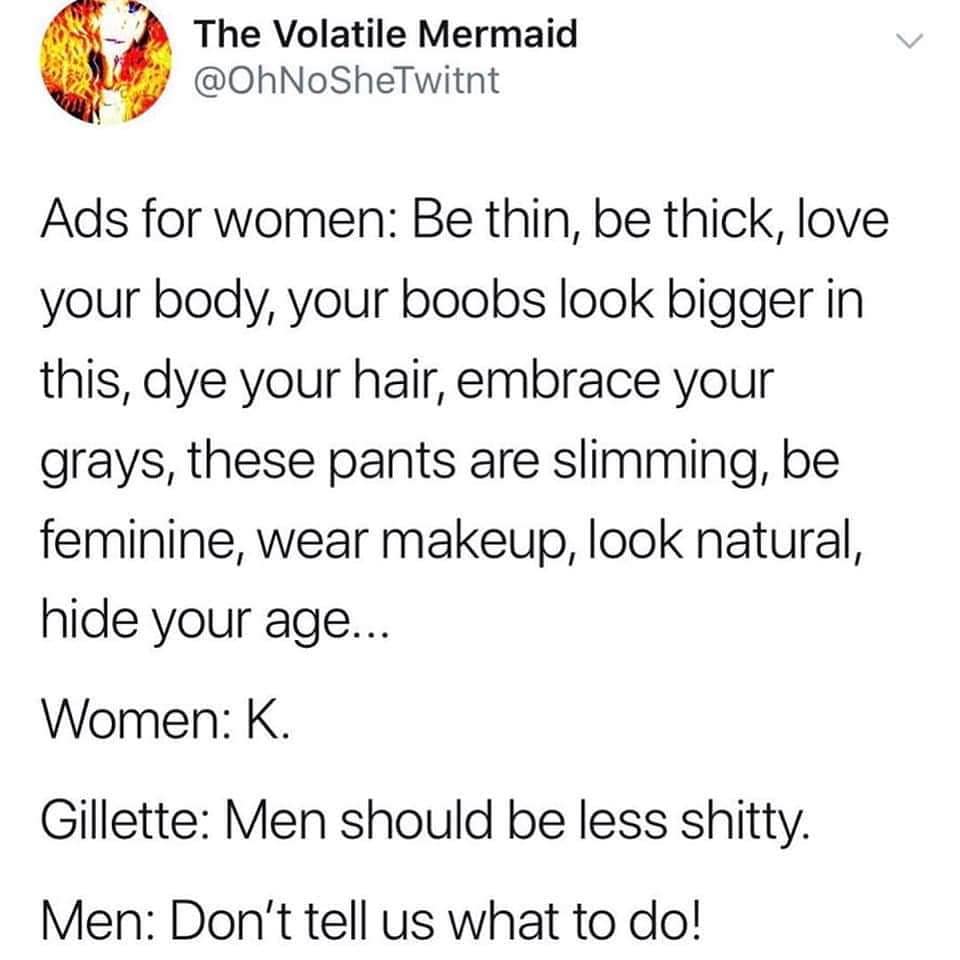 The Volatile Mermaid
@OhNoSheTwitnt
Ads for women: Be thin, be thick, love
your body, your boobs look bigger in
this, dye your hair, embrace your
grays, these pants are slimming, be
feminine, wear makeup, look natural,
hide your age...
Women: K.
Gillette: Men should be less shitty.
Men: Don't tell us what to do!